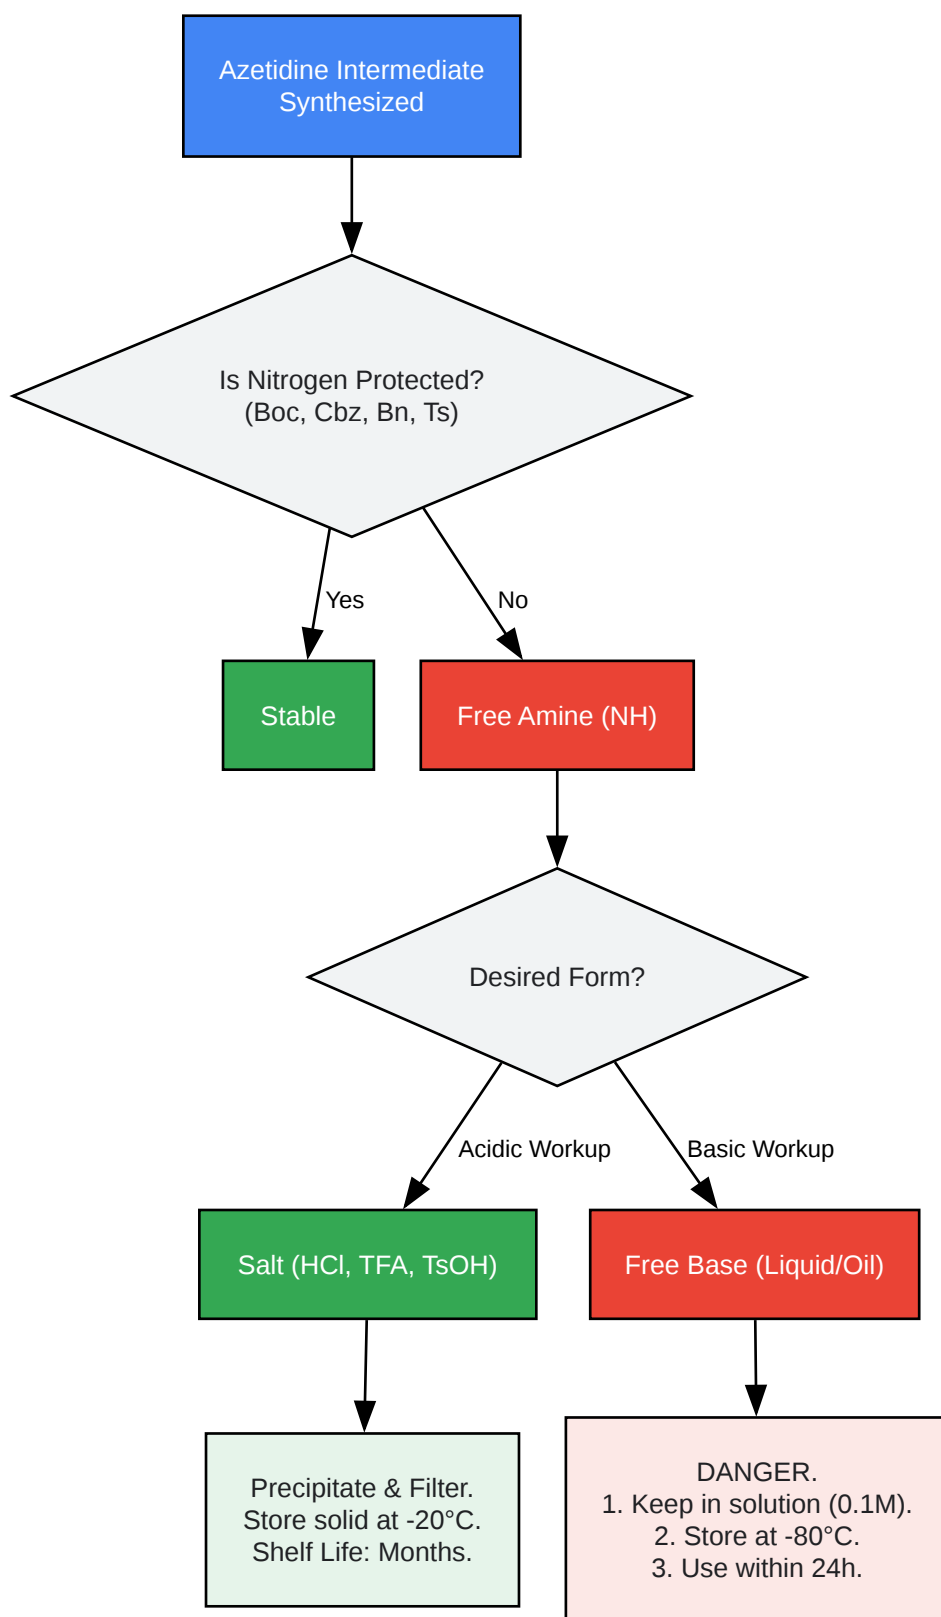 Azetidine Intermediate
Synthesized
Is Nitrogen Protected?
(Boc, Cbz, Bn, Ts)
Yes
No
Stable
Free Amine (NH)
Desired Form?
Acidic Workup
Basic Workup
Salt (HCl, TFA, TsOH)
Free Base (Liquid/Oil)
Precipitate & Filter.
Store solid at -20°C.
Shelf Life: Months.
DANGER.
1. Keep in solution (0.1M).
2. Store at -80°C.
3. Use within 24h.